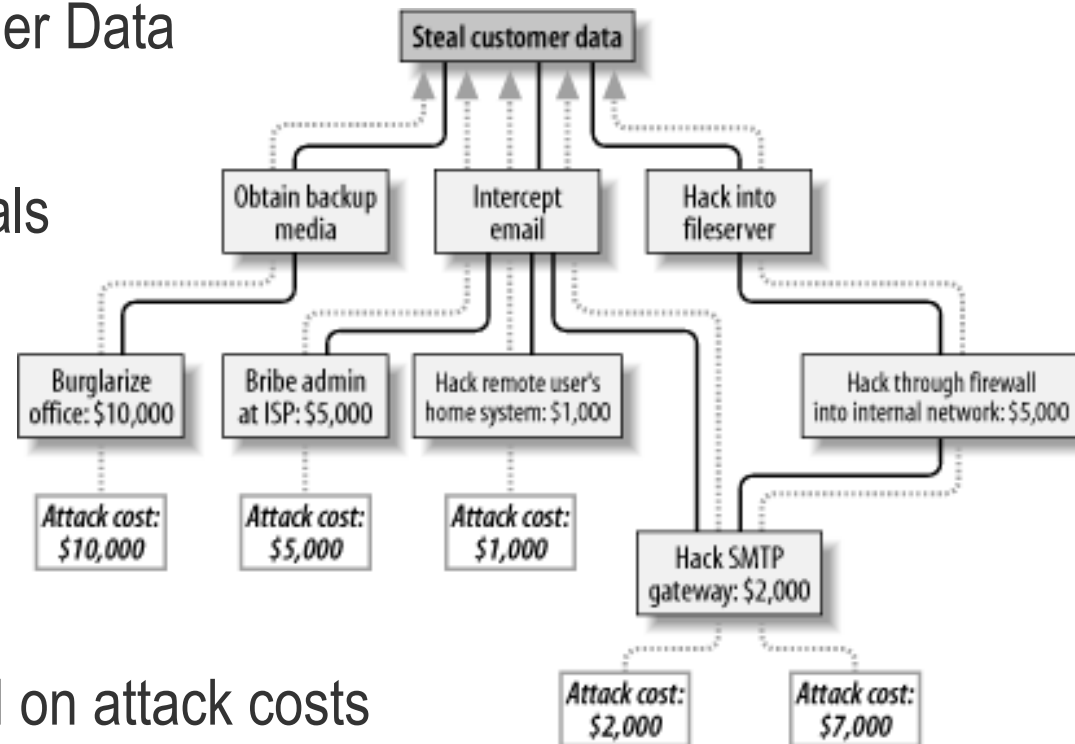 er Data
Steal customer data
als
Obtain backup
media
Intercept
email
Hack into
fileserver
Burglarize
office: $10,000
Bribe admin
at ISP: $5,000
Hack remote user's
home system: $1,000
Hack through firewall
into internal network: $5,000
Attack cost:
$10,000
Attack cost:
$5,000
Attack cost:
$1,000
Hack SMTP
gateway: $2,000
on attack costs
Attack cost:
$2,000
Attack cost:
$7,000